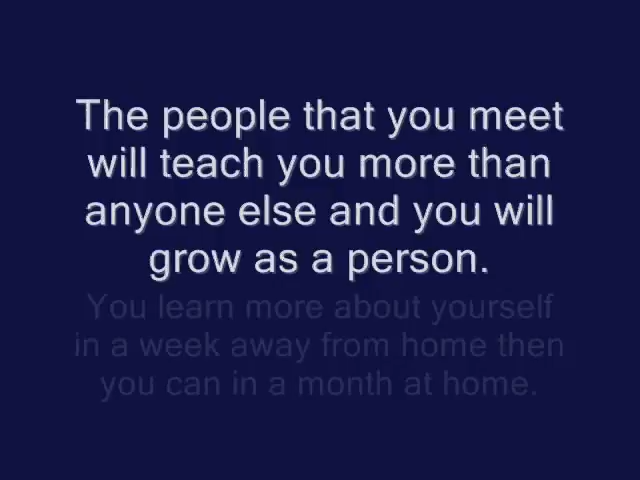 The people that you meet
will teach you more than
anyone else and you will
grow as a person.
You learn more about yourself
in a week away from home then
you can in a month at home.